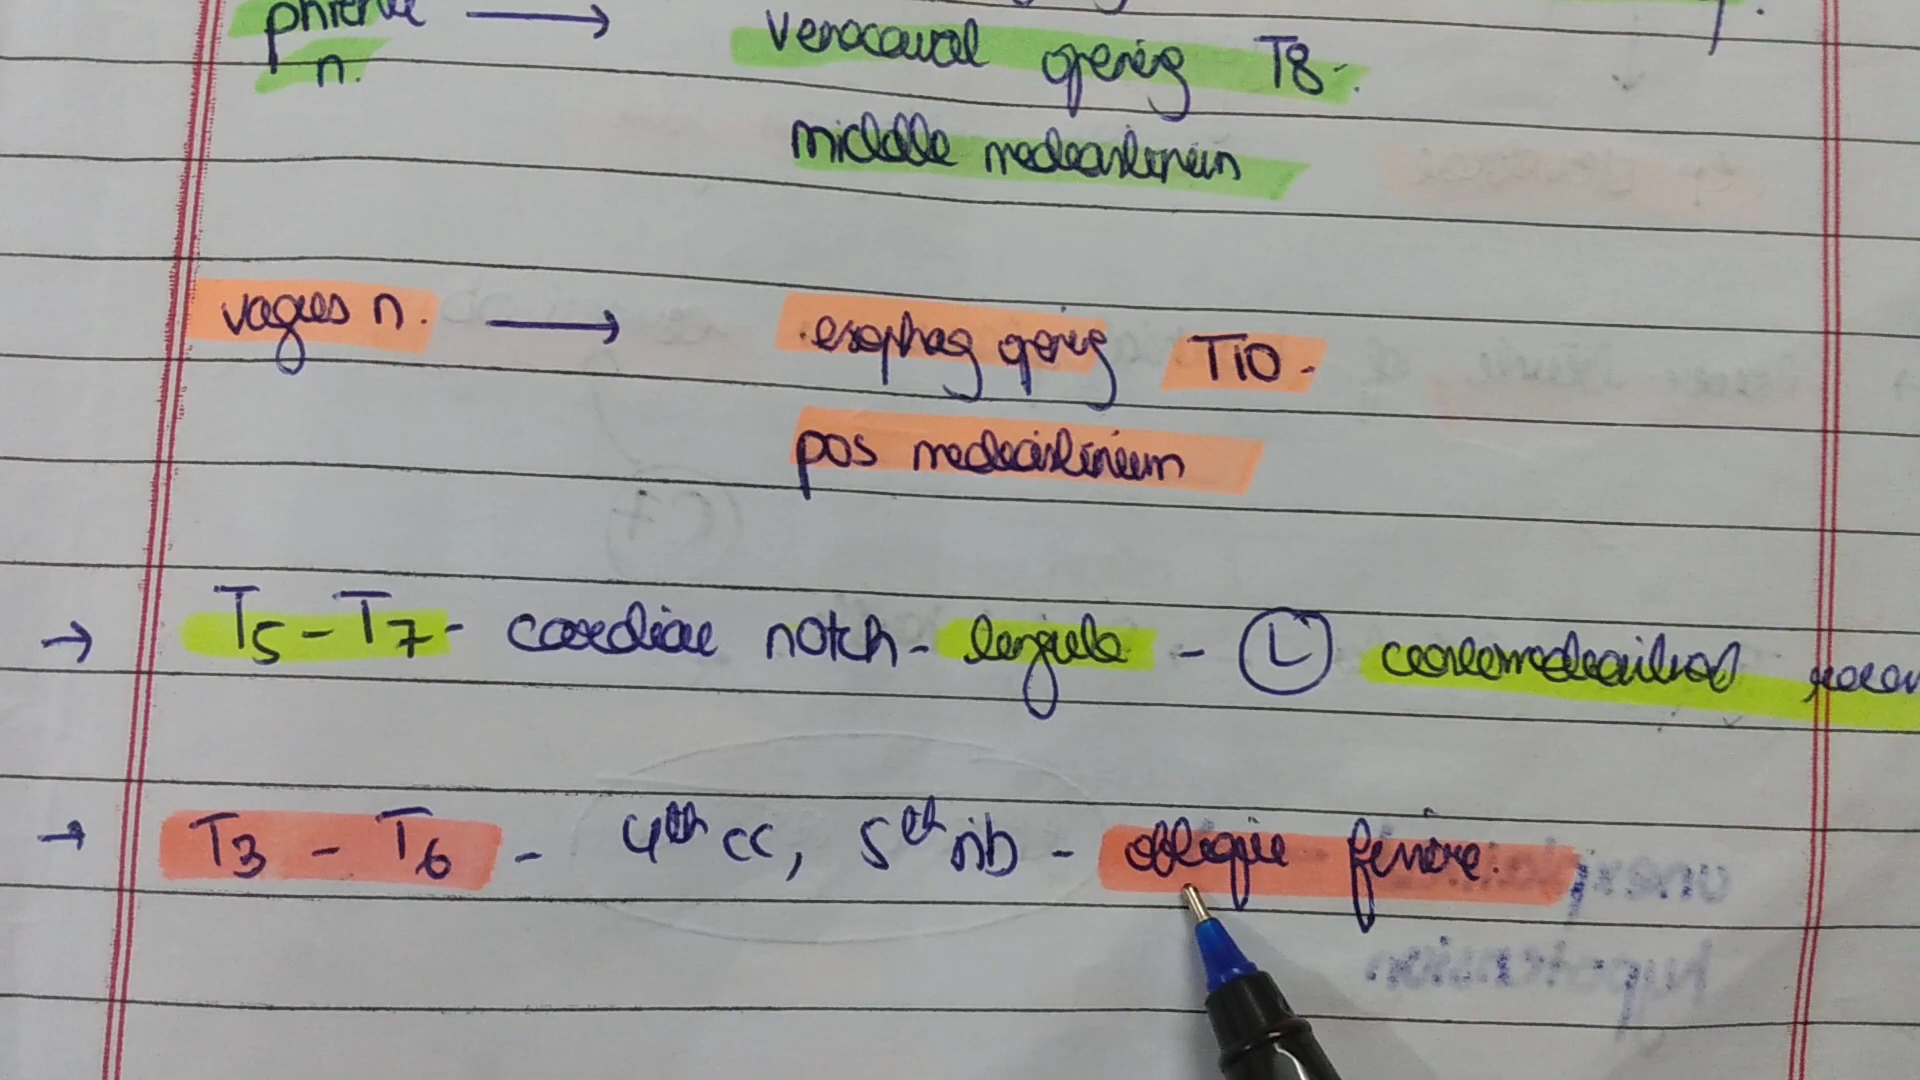 phrenic → venacaval opening T8.
n.
middle mediastinum
vagus n. → esophag opening T10.
pos mediastinum
→ T5 - T7 - cardiac notch - lingula - (L) costomediastinal
→ T3 - T6 - 4th cc, 5th rib - oblique fissure.